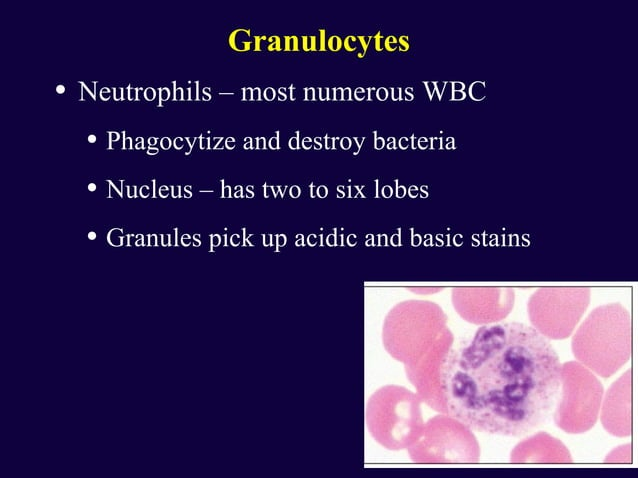 Granulocytes
• Neutrophils – most numerous WBC
• Phagocytize and destroy bacteria
• Nucleus – has two to six lobes
• Granules pick up acidic and basic stains